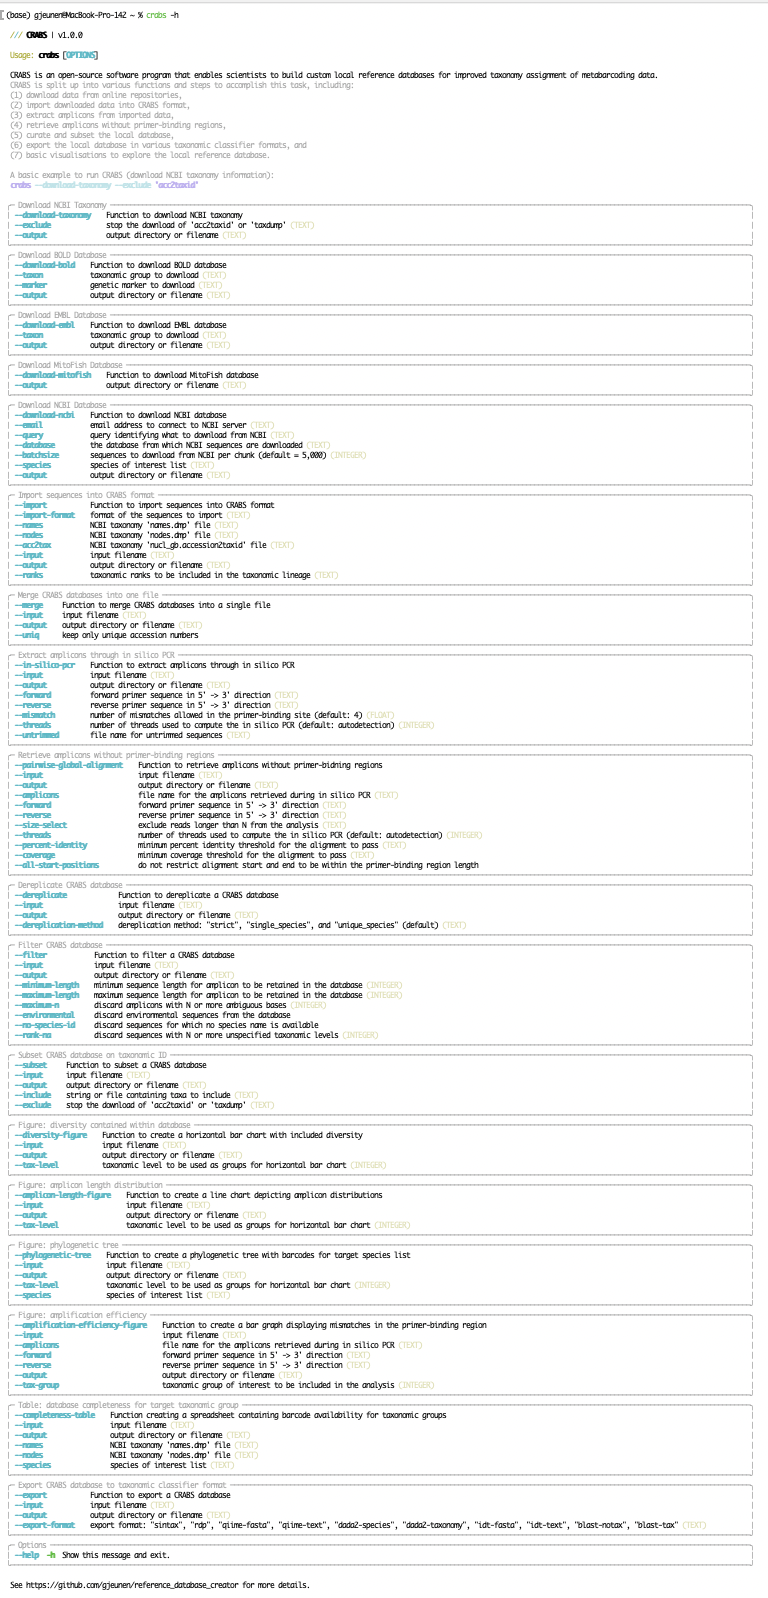 (base) gjeunen@MacBook-Pro-142 ~ % crabs -h
/// CRABS | v1.0.0
Usage: crabs [OPTIONS]
CRABS is an open-source software program that enables scientists to build custom local reference databases for improved taxonomy assignment of metabarcoding data.
CRABS is split up into various functions and steps to accomplish this task, including:
(1) download data from online repositories,
(2) import downloaded data into CRABS format,
(3) extract amplicons from imported data,
(4) retrieve amplicons without primer-binding regions,
(5) curate and subset the local database,
(6) export the local database in various taxonomic classifier formats, and
(7) basic visualisations to explore the local reference database.
A basic example to run CRABS (download NCBI taxonomy information):
crabs --download-taxonomy --exclude 'acc2taxid'
Download NCBI Taxonomy
--download-taxonomy Function to download NCBI taxonomy
--exclude stop the download of 'acc2taxid' or 'taxdump' (TEXT)
--output output directory or filename (TEXT)
Download BOLD Database
--download-bold Function to download BOLD database
--taxon taxonomic group to download (TEXT)
--marker genetic marker to download (TEXT)
--output output directory or filename (TEXT)
Download EMBL Database
--download-embl Function to download EMBL database
--taxon taxonomic group to download (TEXT)
--output output directory or filename (TEXT)
Download MitoFish Database
--download-mitofish Function to download MitoFish database
--output output directory or filename (TEXT)
Download NCBI Database
--download-ncbi Function to download NCBI database
--email email address to connect to NCBI server (TEXT)
--query query identifying what to download from NCBI (TEXT)
--database the database from which NCBI sequences are downloaded (TEXT)
--batchsize sequences to download from NCBI per chunk (default = 5,000) (INTEGER)
--species species of interest list (TEXT)
--output output directory or filename (TEXT)
Import sequences into CRABS format
--import Function to import sequences into CRABS format
--import-format format of the sequences to import (TEXT)
--names NCBI taxonomy 'names.dmp' file (TEXT)
--nodes NCBI taxonomy 'nodes.dmp' file (TEXT)
--acc2tax NCBI taxonomy 'nucl_gb.accession2taxid' file (TEXT)
--input input filename (TEXT)
--output output directory or filename (TEXT)
--ranks taxonomic ranks to be included in the taxonomic lineage (TEXT)
Merge CRABS databases into one file
--merge Function to merge CRABS databases into a single file
--input input filename (TEXT)
--output output directory or filename (TEXT)
--uniq keep only unique accession numbers
Extract amplicons through in silico PCR
--in-silico-pcr Function to extract amplicons through in silico PCR
--input input filename (TEXT)
--output output directory or filename (TEXT)
--forward forward primer sequence in 5' -> 3' direction (TEXT)
--reverse reverse primer sequence in 5' -> 3' direction (TEXT)
--mismatch number of mismatches allowed in the primer-binding site (default: 4) (FLOAT)
--threads number of threads used to compute the in silico PCR (default: autodetection) (INTEGER)
--untrimmed file name for untrimmed sequences (TEXT)
Retrieve amplicons without primer-binding regions
--pairwise-global-alignment Function to retrieve amplicons without primer-bidning regions
--input input filename (TEXT)
--output output directory or filename (TEXT)
--amplicons file name for the amplicons retrieved during in silico PCR (TEXT)
--forward forward primer sequence in 5' -> 3' direction (TEXT)
--reverse reverse primer sequence in 5' -> 3' direction (TEXT)
--size-select exclude reads longer than N from the analysis (TEXT)
--threads number of threads used to compute the in silico PCR (default: autodetection) (INTEGER)
--percent-identity minimum percent identity threshold for the alignment to pass (TEXT)
--coverage minimum coverage threshold for the alignment to pass (TEXT)
--all-start-positions do not restrict alignment start and end to be within the primer-binding region length
Dereplicate CRABS database
--dereplicate Function to dereplicate a CRABS database
--input input filename (TEXT)
--output output directory or filename (TEXT)
--dereplication-method dereplication method: "strict", "single_species", and "unique_species" (default) (TEXT)
Filter CRABS database
--filter Function to filter a CRABS database
--input input filename (TEXT)
--output output directory or filename (TEXT)
--minimum-length minimum sequence length for amplicon to be retained in the database (INTEGER)
--maximum-length maximum sequence length for amplicon to be retained in the database (INTEGER)
--maximum-n discard amplicons with N or more ambiguous bases (INTEGER)
--environmental discard environmental sequences from the database
--no-species-id discard sequences for which no species name is available
--rank-na discard sequences with N or more unspecified taxonomic levels (INTEGER)
Subset CRABS database on taxonomic ID
--subset Function to subset a CRABS database
--input input filename (TEXT)
--output output directory or filename (TEXT)
--include string or file containing taxa to include (TEXT)
--exclude stop the download of 'acc2taxid' or 'taxdump' (TEXT)
Figure: diversity contained within database
--diversity-figure Function to create a horizontal bar chart with included diversity
--input input filename (TEXT)
--output output directory or filename (TEXT)
--tax-level taxonomic level to be used as groups for horizontal bar chart (INTEGER)
Figure: amplicon length distribution
--amplicon-length-figure Function to create a line chart depicting amplicon distributions
--input input filename (TEXT)
--output output directory or filename (TEXT)
--tax-level taxonomic level to be used as groups for horizontal bar chart (INTEGER)
Figure: phylogenetic tree
--phylogenetic-tree Function to create a phylogenetic tree with barcodes for target species list
--input input filename (TEXT)
--output output directory or filename (TEXT)
--tax-level taxonomic level to be used as groups for horizontal bar chart (INTEGER)
--species species of interest list (TEXT)
Figure: amplification efficiency
--amplification-efficiency-figure Function to create a bar graph displaying mismatches in the primer-binding region
--input input filename (TEXT)
--amplicons file name for the amplicons retrieved during in silico PCR (TEXT)
--forward forward primer sequence in 5' -> 3' direction (TEXT)
--reverse reverse primer sequence in 5' -> 3' direction (TEXT)
--output output directory or filename (TEXT)
--tax-group taxonomic group of interest to be included in the analysis (INTEGER)
Table: database completeness for target taxonomic group
--completeness-table Function creating a spreadsheet containing barcode availability for taxonomic groups
--input input filename (TEXT)
--output output directory or filename (TEXT)
--names NCBI taxonomy 'names.dmp' file (TEXT)
--nodes NCBI taxonomy 'nodes.dmp' file (TEXT)
--species species of interest list (TEXT)
Export CRABS database to taxonomic classifier format
--export Function to export a CRABS database
--input input filename (TEXT)
--output output directory or filename (TEXT)
--export-format export format: "sintax", "rdp", "qiime-fasta", "qiime-text", "dada2-species", "dada2-taxonomy", "idt-fasta", "idt-text", "blast-notax", "blast-tax" (TEXT)
Options
--help -h Show this message and exit.
See https://github.com/gjeunen/reference_database_creator for more details.